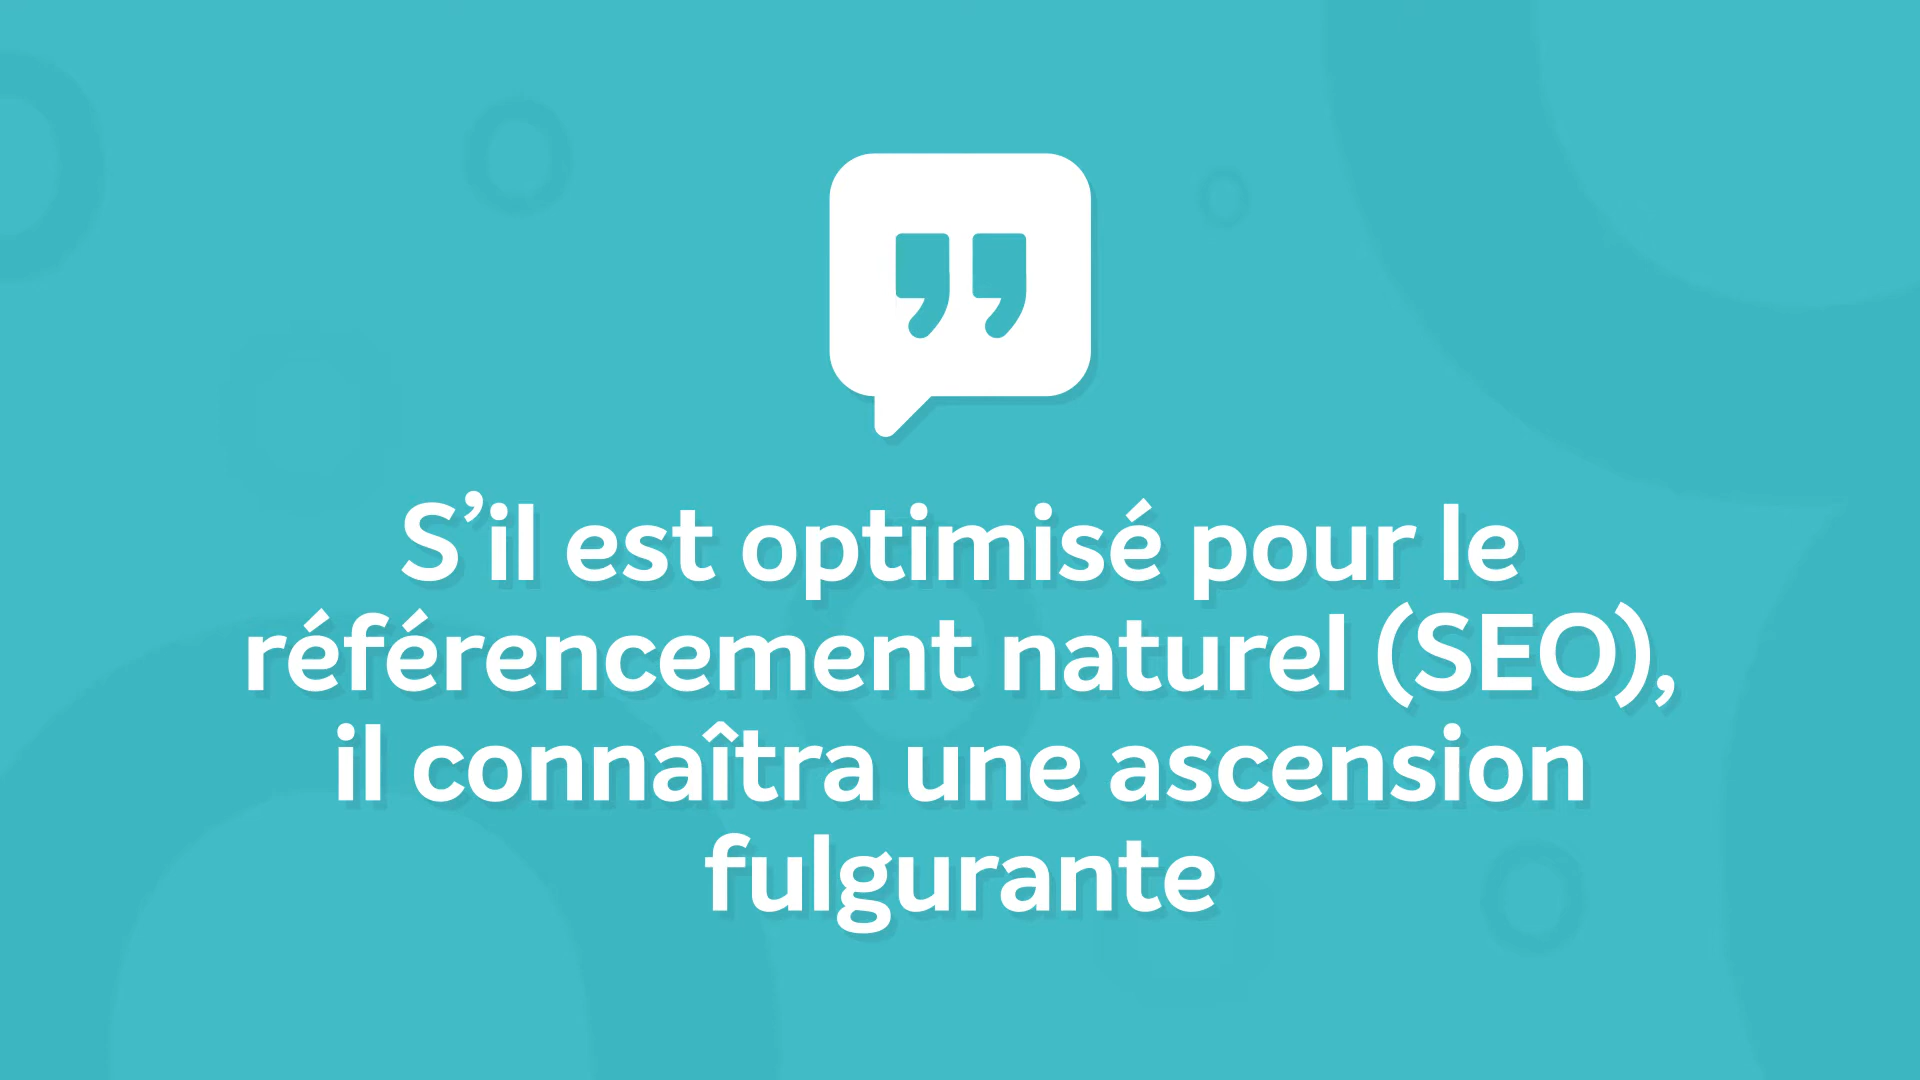 S’il est optimisé pour le
référencement naturel (SEO),
il connaîtra une ascension
fulgurante